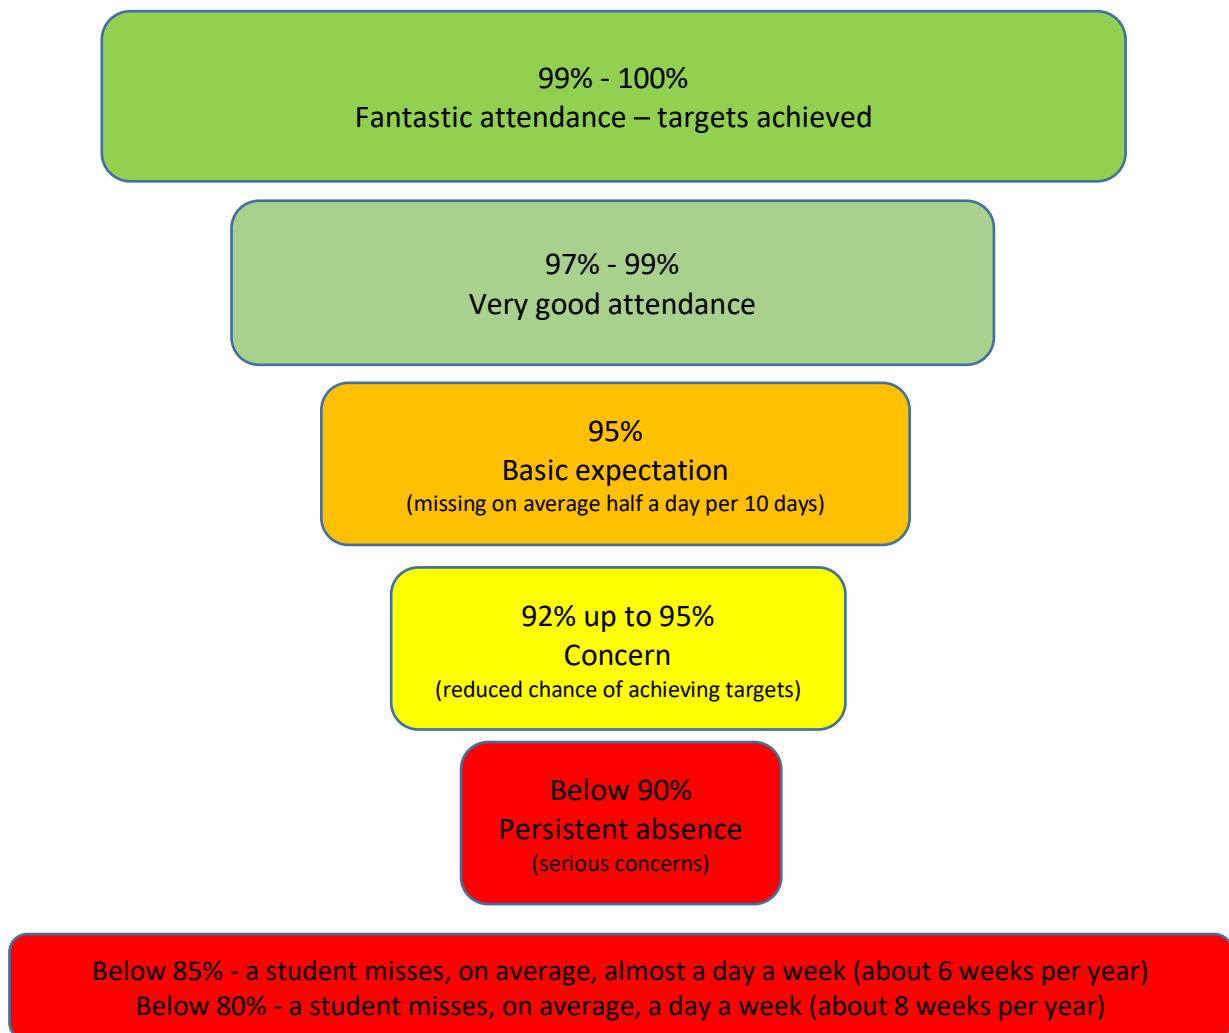 99% - 100%
Fantastic attendance – targets achieved
97% - 99%
Very good attendance
95%
Basic expectation
(missing on average half a day per 10 days)
92% up to 95%
Concern
(reduced chance of achieving targets)
Below 90%
Persistent absence
(serious concerns)
Below 85% - a student misses, on average, almost a day a week (about 6 weeks per year)
Below 80% - a student misses, on average, a day a week (about 8 weeks per year)